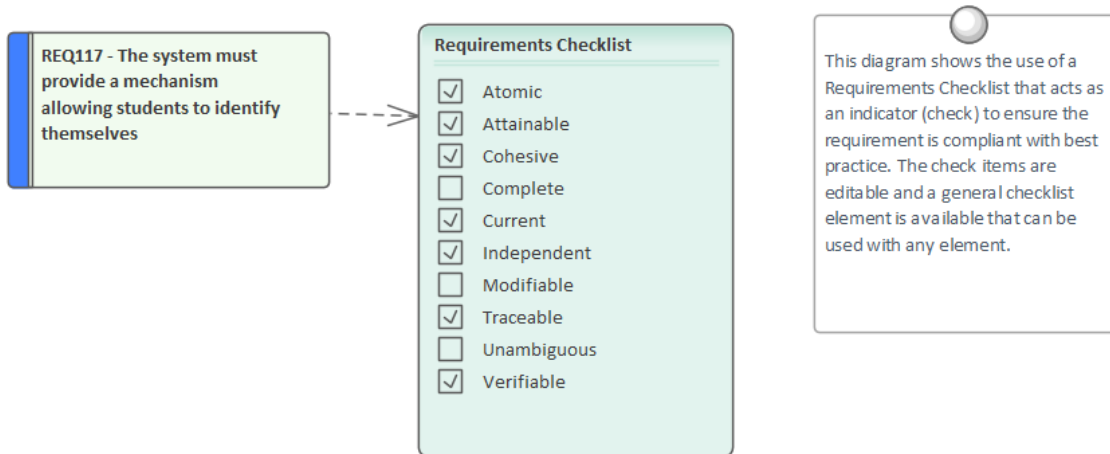 REQ117 - The system must
provide a mechanism
allowing students to identify
themselves
Requirements Checklist
Atomic
Attainable
Cohesive
Complete
Current
Independent
Modifiable
Traceable
Unambiguous
Verifiable
This diagram shows the use of a
Requirements Checklist that acts as
an indicator (check) to ensure the
requirement is compliant with best
practice. The check items are
editable and a general checklist
element is available that can be
used with any element.